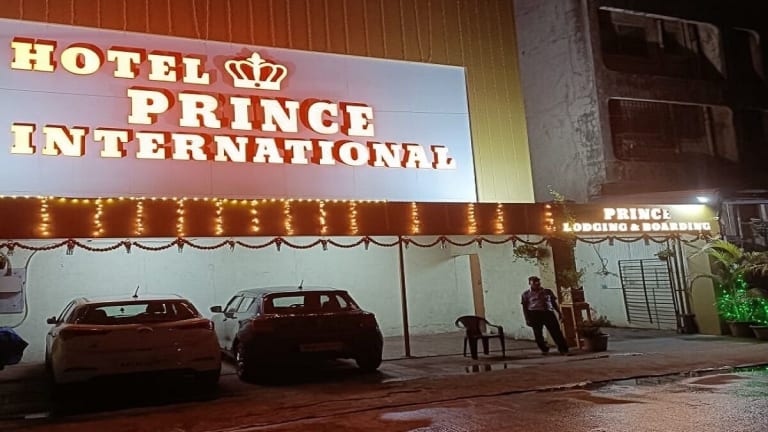 HOTEL
PRINCE
INTERNATIONAL
PRINCE
LODGING & BOARDING